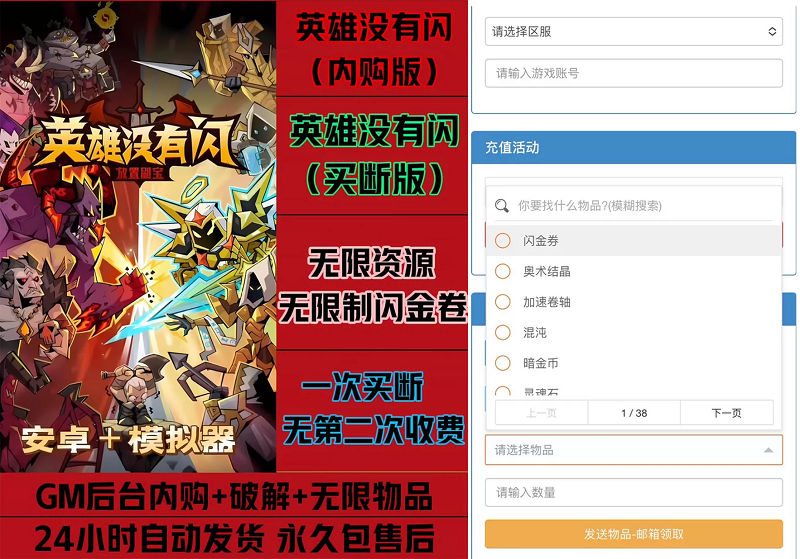 英雄没有闪
放置刷宝
安卓＋模拟器
英雄没有闪
（内购版）
英雄没有闪
（买断版）
无限资源
无限制闪金卷
一次买断
无第二次收费
GM后台内购+破解+无限物品
24小时自动发货 永久包售后
请选择区服
请输入游戏账号
充值活动
你要找什么物品?(模糊搜索)
闪金券
奥术结晶
加速卷轴
混沌
暗金币
灵魂石
上一页
1 / 38
下一页
请选择物品
请输入数量
发送物品-邮箱领取